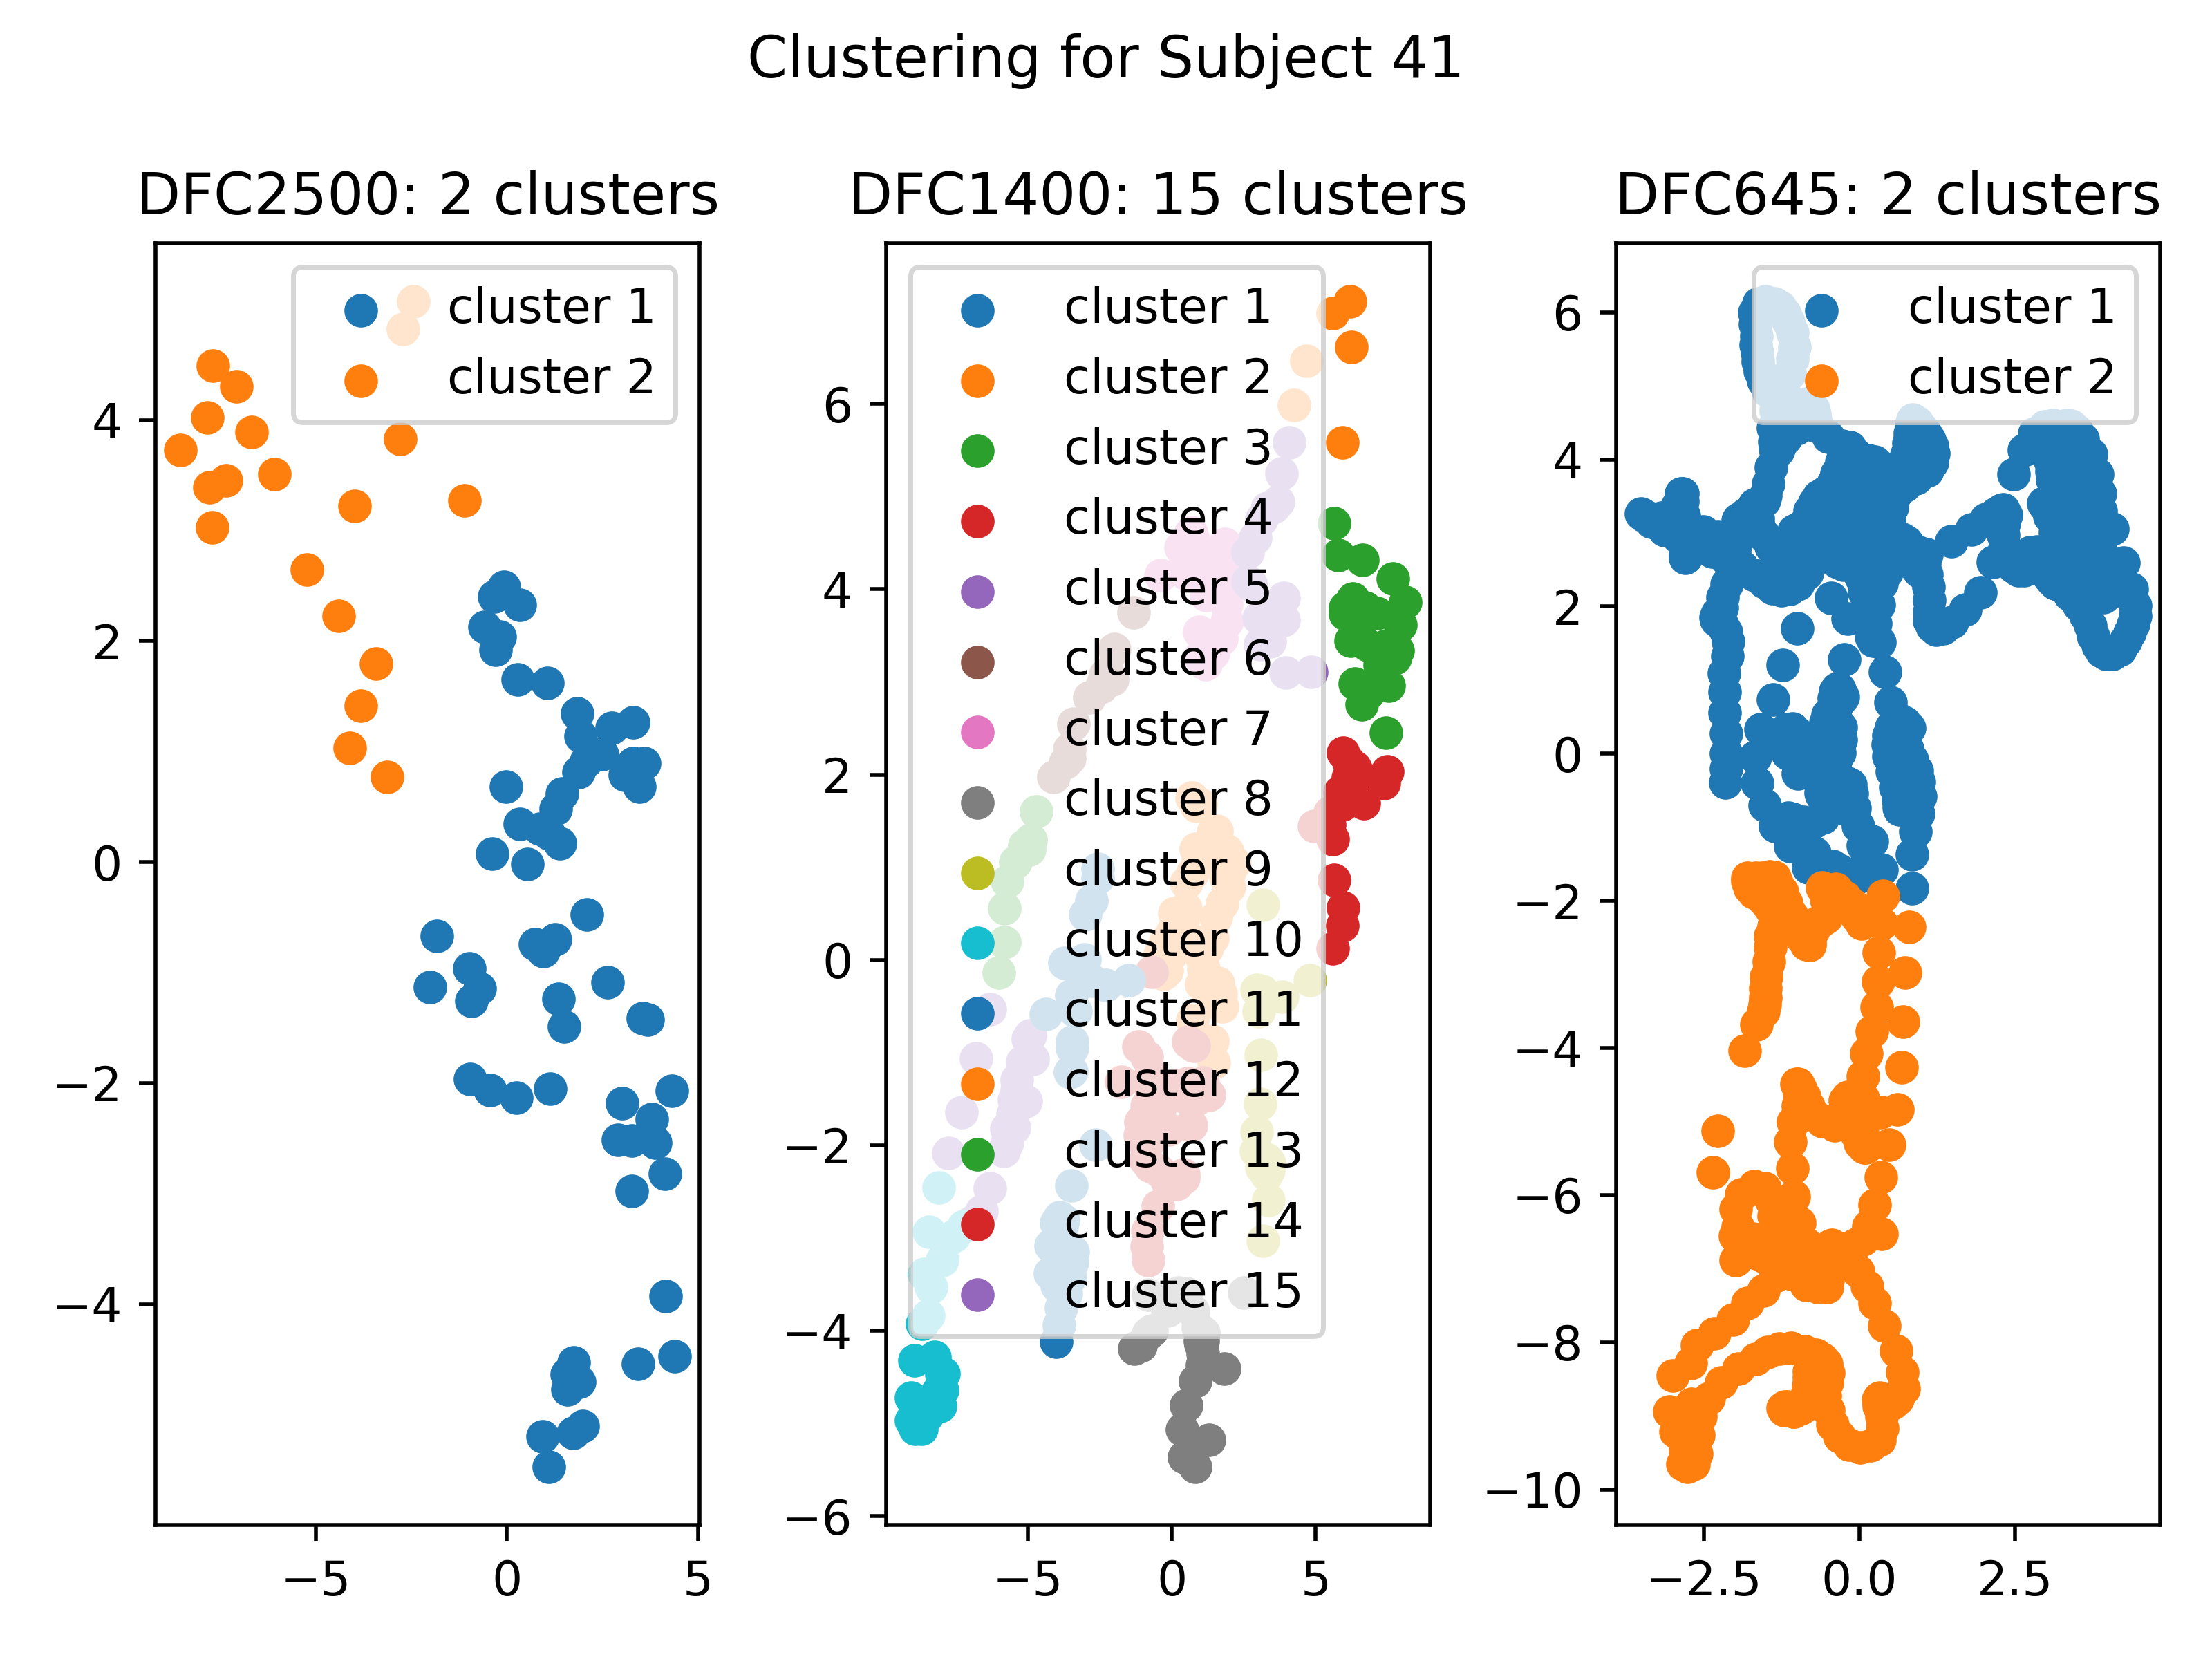 Clustering for Subject 41
DFC2500: 2 clusters
cluster 1
cluster 2
4
2
0
−2
−4
−5
0
5
DFC1400: 15 clusters
cluster 1
cluster 2
cluster 3
cluster 4
cluster 5
cluster 6
cluster 7
cluster 8
cluster 9
cluster 10
cluster 11
cluster 12
cluster 13
cluster 14
cluster 15
6
4
2
0
−2
−4
−6
−5
0
5
DFC645: 2 clusters
cluster 1
cluster 2
6
4
2
0
−2
−4
−6
−8
−10
−2.5
0.0
2.5